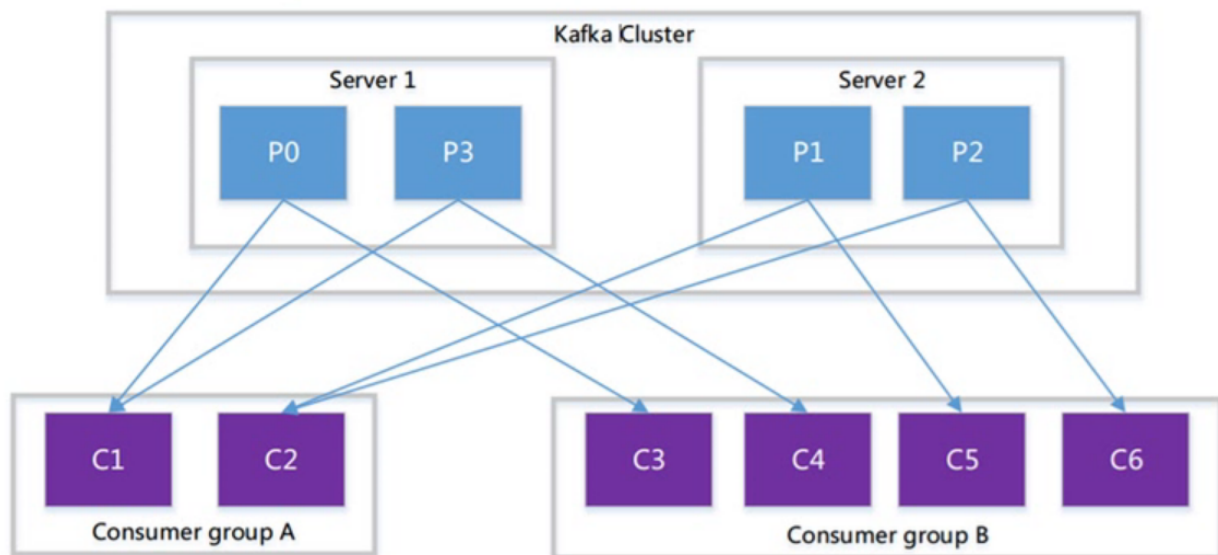 Kafka Cluster
Server 1
Server 2
P0
P3
P1
P2
C1
C2
C3
C4
C5
C6
Consumer group A
Consumer group B